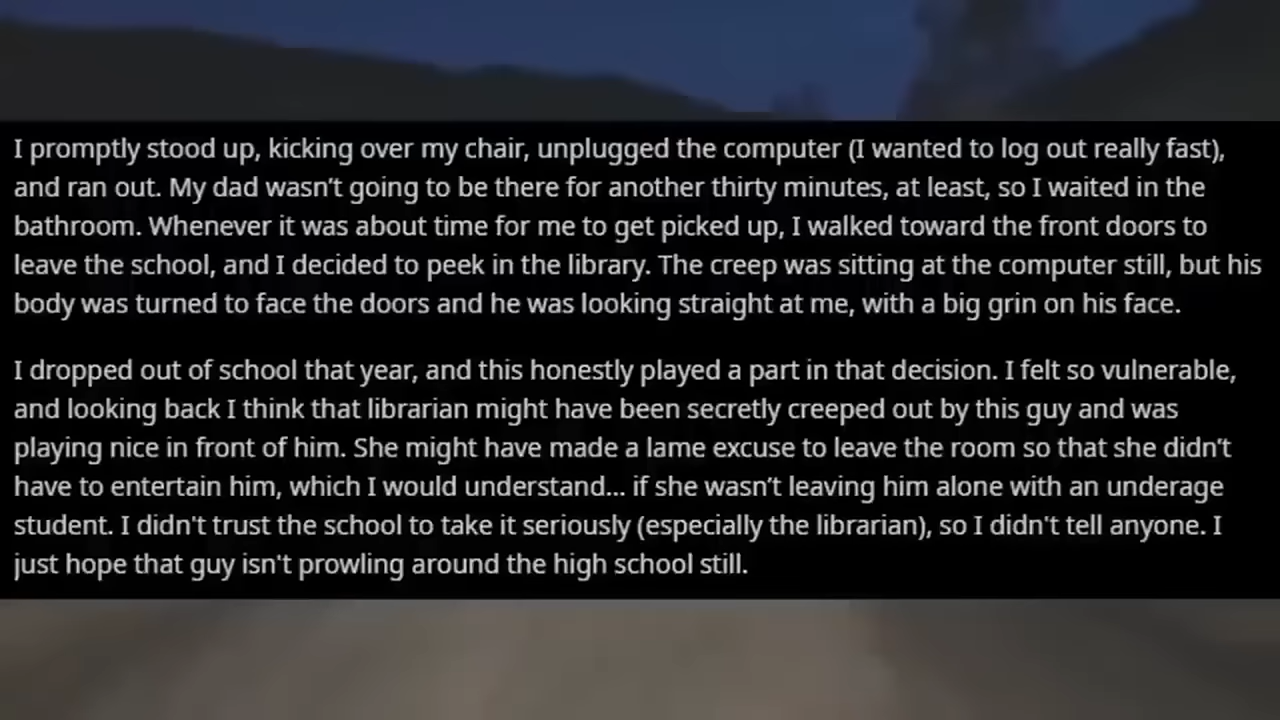 I promptly stood up, kicking over my chair, unplugged the computer (I wanted to log out really fast),
and ran out. My dad wasn’t going to be there for another thirty minutes, at least, so I waited in the
bathroom. Whenever it was about time for me to get picked up, I walked toward the front doors to
leave the school, and I decided to peek in the library. The creep was sitting at the computer still, but his
body was turned to face the doors and he was looking straight at me, with a big grin on his face.
I dropped out of school that year, and this honestly played a part in that decision. I felt so vulnerable,
and looking back I think that librarian might have been secretly creeped out by this guy and was
playing nice in front of him. She might have made a lame excuse to leave the room so that she didn’t
have to entertain him, which I would understand... if she wasn’t leaving him alone with an underage
student. I didn't trust the school to take it seriously (especially the librarian), so I didn't tell anyone. I
just hope that guy isn't prowling around the high school still.